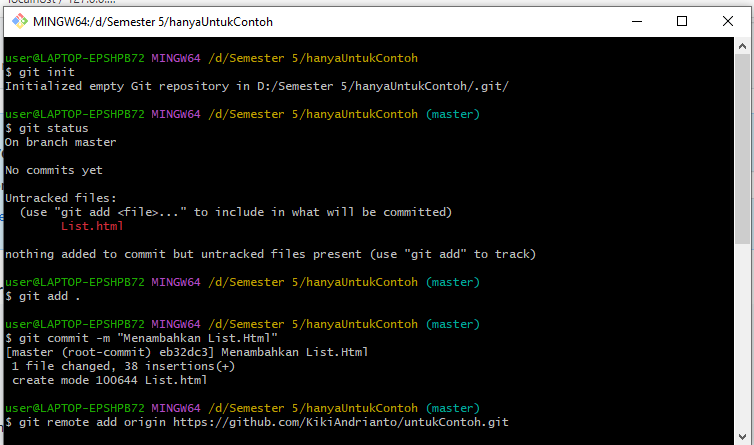 localhost / 127.0.0....
MINGW64:/d/Semester 5/hanyaUntukContoh
user@LAPTOP-EPSHPB72 MINGW64 /d/Semester 5/hanyaUntukContoh
$ git init
Initialized empty Git repository in D:/Semester 5/hanyaUntukContoh/.git/
user@LAPTOP-EPSHPB72 MINGW64 /d/Semester 5/hanyaUntukContoh (master)
$ git status
On branch master
No commits yet
Untracked files:
(use "git add <file>..." to include in what will be committed)
List.html
nothing added to commit but untracked files present (use "git add" to track)
user@LAPTOP-EPSHPB72 MINGW64 /d/Semester 5/hanyaUntukContoh (master)
$ git add .
user@LAPTOP-EPSHPB72 MINGW64 /d/Semester 5/hanyaUntukContoh (master)
$ git commit -m "Menambahkan List.Html"
[master (root-commit) eb32dc3] Menambahkan List.Html
1 file changed, 38 insertions(+)
create mode 100644 List.html
user@LAPTOP-EPSHPB72 MINGW64 /d/Semester 5/hanyaUntukContoh (master)
$ git remote add origin https://github.com/KikiAndrianto/untukContoh.git